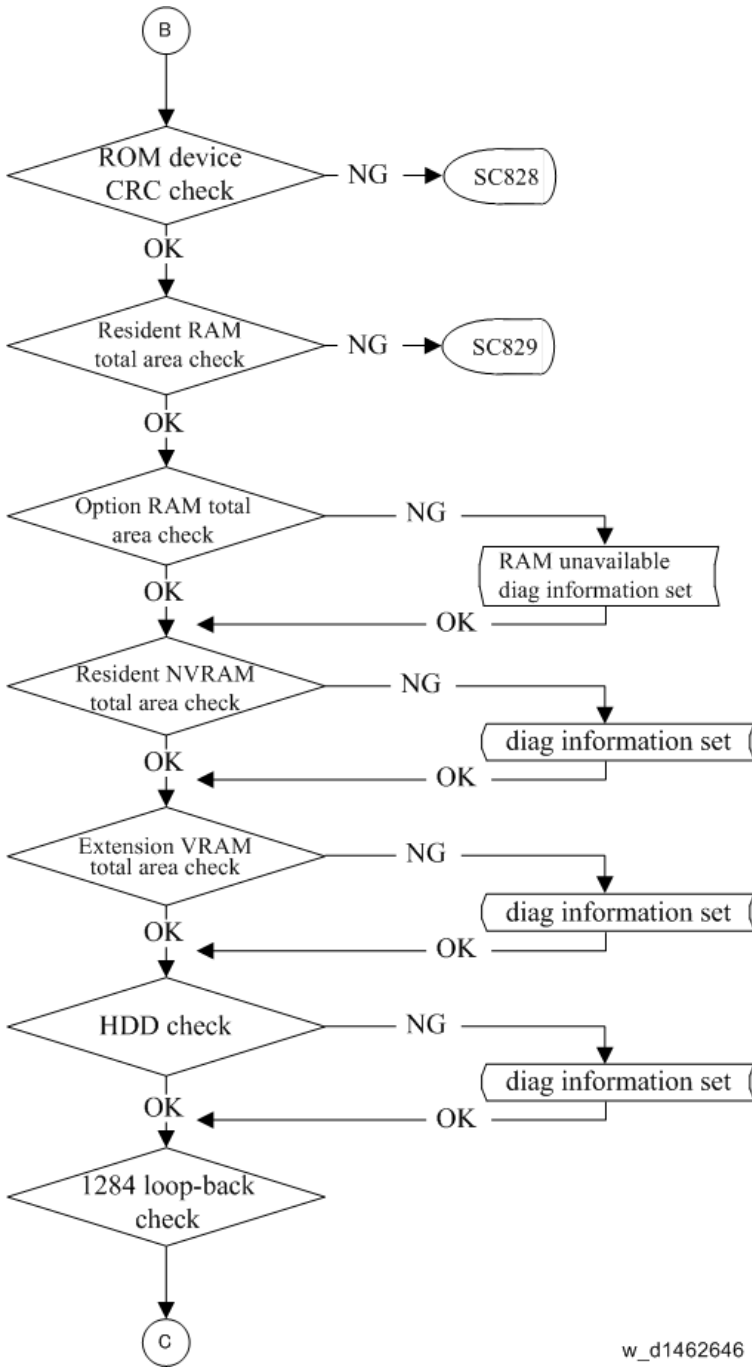 B
ROM device
CRC check
NG
SC828
OK
Resident RAM
total area check
NG
SC829
OK
Option RAM total
area check
NG
RAM unavailable
diag information set
OK
OK
Resident NVRAM
total area check
NG
diag information set
OK
OK
Extension VRAM
total area check
NG
diag information set
OK
OK
HDD check
NG
diag information set
OK
OK
1284 loop-back
check
C
w_d1462646